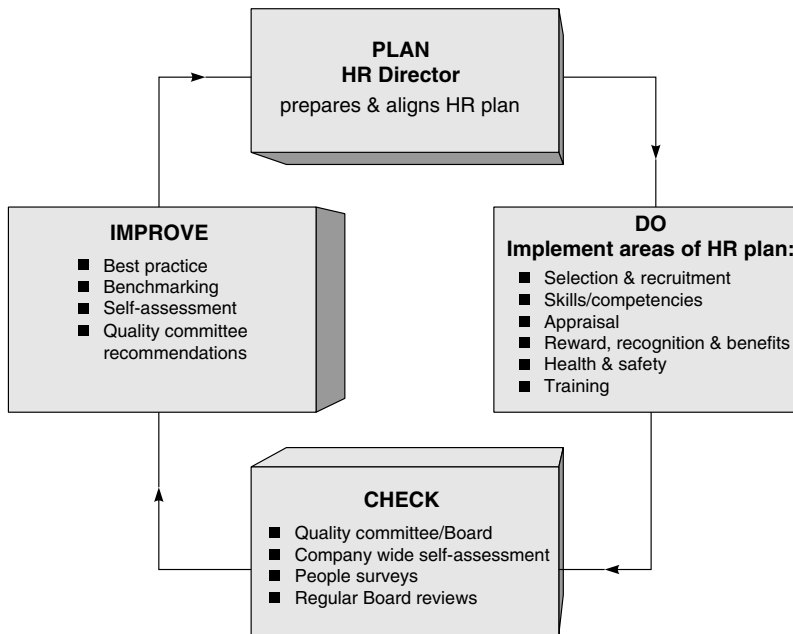 PLAN
HR Director
prepares & aligns HR plan
DO
Implement areas of HR plan:
■ Selection & recruitment
■ Skills/competencies
■ Appraisal
■ Reward, recognition & benefits
■ Health & safety
■ Training
CHECK
■ Quality committee/Board
■ Company wide self-assessment
■ People surveys
■ Regular Board reviews
IMPROVE
■ Best practice
■ Benchmarking
■ Self-assessment
■ Quality committee
recommendations